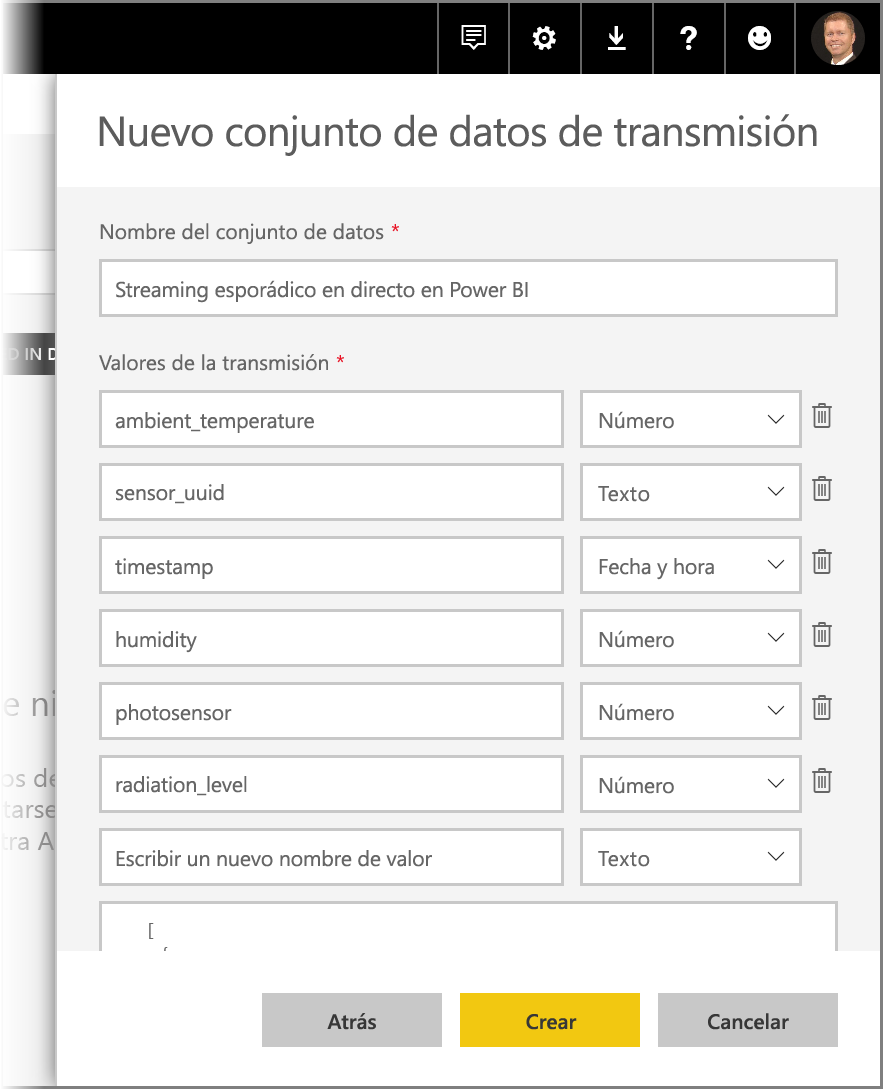 ?
Nuevo conjunto de datos de transmisión
Nombre del conjunto de datos *
Streaming esporádico en directo en Power BI
D IN D
Valores de la transmisión *
ambient_temperature Número
sensor_uuid Texto
timestamp Fecha y hora
humidity Número
e ni
photosensor Número
os de
radiation_level Número
tarse
tra A
Escribir un nuevo nombre de valor Texto
[
Atrás Crear Cancelar